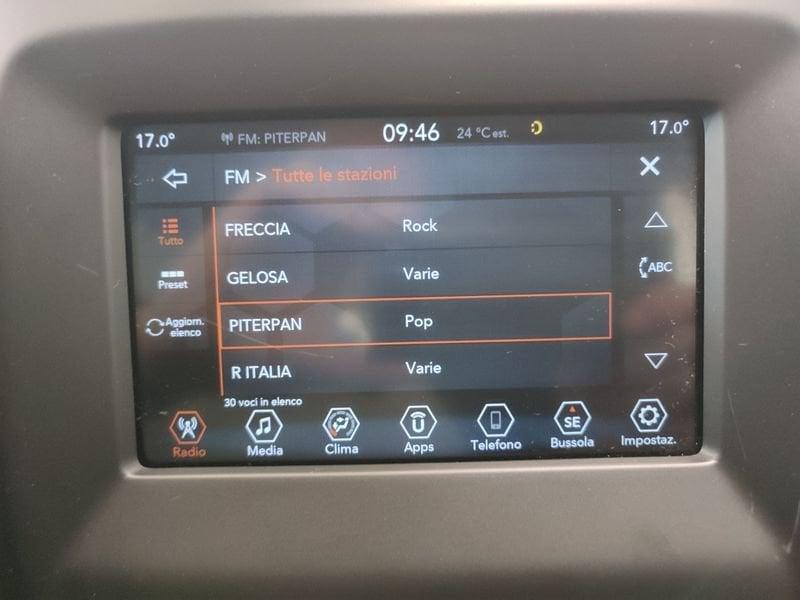 17.0° FM: PITERPAN 09:46 24 °C est. 17.0°
FM > Tutte le stazioni
Tutto
FRECCIA Rock
GELOSA Varie
ABC
Preset
PITERPAN Pop
Aggiorn.
elenco
R ITALIA Varie
30 voci in elenco
SE
Radio Media Clima Apps Telefono Bussola Impostaz.